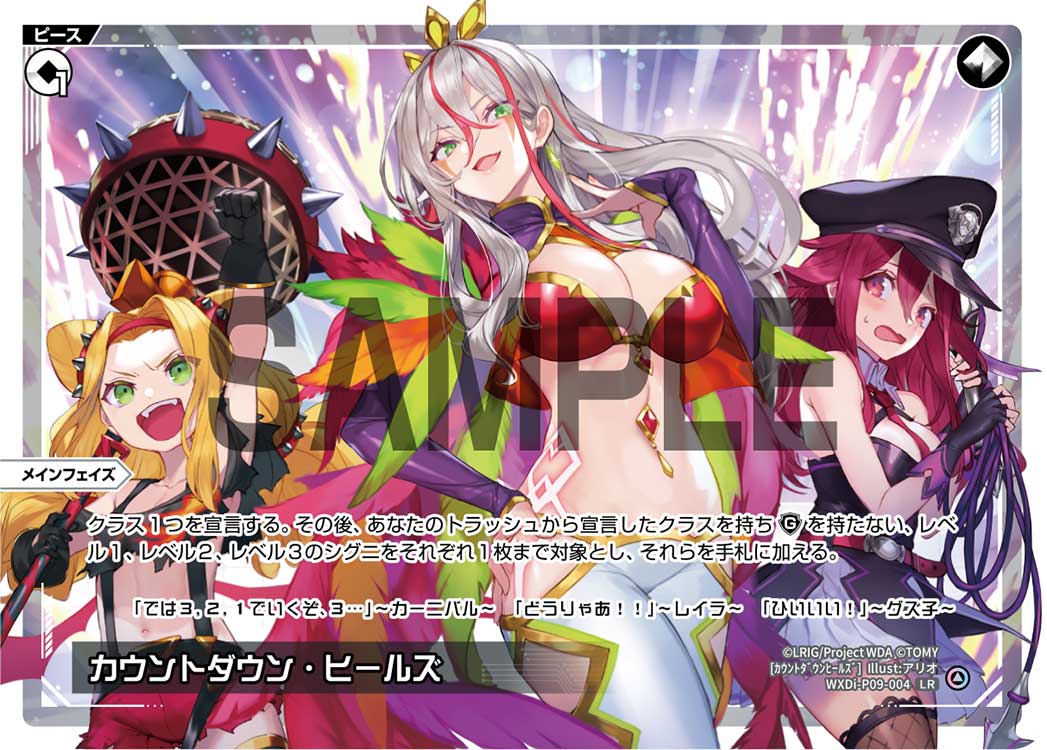 ピース
1
SAMPLE
メインフェイズ
クラス1つを宣言する。その後、あなたのトラッシュから宣言したクラスを持ちGを持たない、レベ
ル1、レベル2、レベル3のシグニをそれぞれ1枚まで対象とし、それらを手札に加える。
「では3,2,1でいくぞ、3…」~カーニバル~ 「どうりゃあ！！」~レイラ~ 「ひいいい！」~グズ子~
カウントダウン・ヒールズ
©LRIG/Project WDA ©TOMY
[ｶｳﾝﾄﾀﾞｳﾝﾋｰﾙｽﾞ] Illust:アリオ
WXDi-P09-004 LR